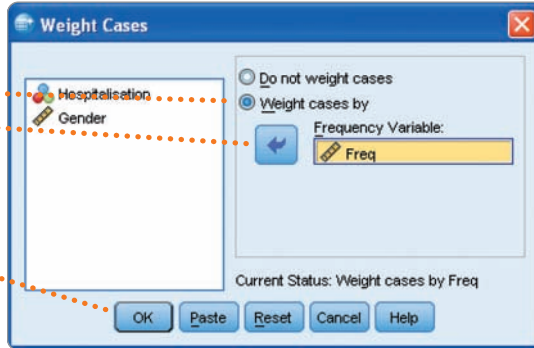 Weight Cases
Hospitalisation
Gender
Do not weight cases
Weight cases by
Frequency Variable:
Freq
Current Status: Weight cases by Freq
OK Paste Reset Cancel Help